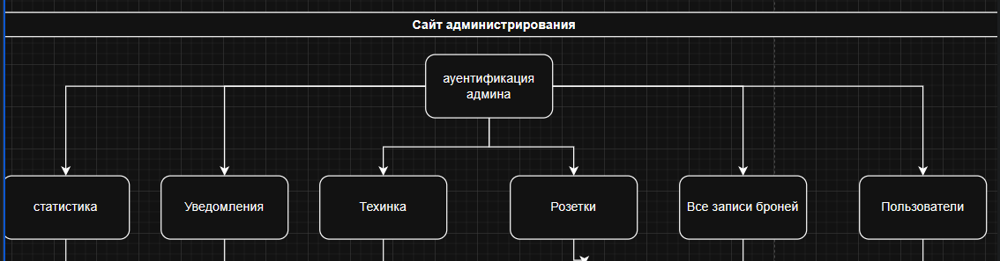 Сайт администрирования
ауентификация
админа
статистика
Уведомления
Техинка
Розетки
Все записи броней
Пользователи